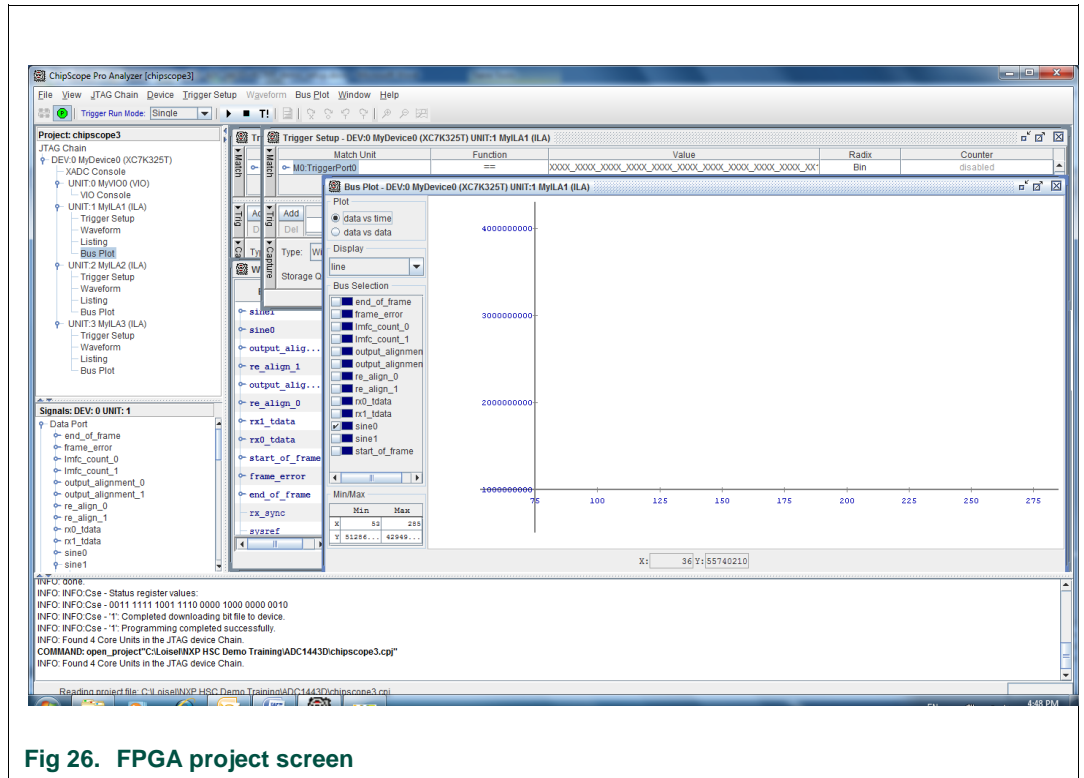 ChipScope Pro Analyzer [chipscope3]
File View JTAG Chain Device Trigger Setup Waveform Bus Plot Window Help
Trigger Run Mode: Single T!
Project: chipscope3
JTAG Chain
DEV:0 MyDevice0 (XC7K325T)
XADC Console
UNIT:0 MyVIO0 (VIO)
VIO Console
UNIT:1 MyILA1 (ILA)
Trigger Setup
Waveform
Listing
Bus Plot
UNIT:2 MyILA2 (ILA)
Trigger Setup
Waveform
Listing
Bus Plot
UNIT:3 MyILA3 (ILA)
Trigger Setup
Waveform
Listing
Bus Plot
Signals: DEV: 0 UNIT: 1
Data Port
end_of_frame
frame_error
lmfc_count_0
lmfc_count_1
output_alignment_0
output_alignment_1
re_align_0
re_align_1
rx0_tdata
rx1_tdata
sine0
sine1
Tr
Match
Trig
Ca
Trigger Setup - DEV:0 MyDevice0 (XC7K325T) UNIT:1 MyILA1 (ILA)
Match
Match Unit Function Value Radix Counter
M0:TriggerPort0 == XXXX_XXXX_XXXX_XXXX_XXXX_XXXX_XXXX_XXXX_XXXX_XX Bin disabled
Trig
Add
Del
Capture
Type: Wi
Storage Q
W
sine1
sine0
output_alig...
re_align_1
output_alig...
re_align_0
rx1_tdata
rx0_tdata
start_of_frame
frame_error
end_of_frame
rx_sync
sysref
Bus Plot - DEV:0 MyDevice0 (XC7K325T) UNIT:1 MyILA1 (ILA)
Plot
data vs time
data vs data
Display
line
Bus Selection
end_of_frame
frame_error
lmfc_count_0
lmfc_count_1
output_alignmen
output_alignmen
re_align_0
re_align_1
rx0_tdata
rx1_tdata
sine0
sine1
start_of_frame
Min/Max
Min Max
X 53 285
Y 51286... 42949...
4000000000
3000000000
2000000000
1000000000
75 100 125 150 175 200 225 250 275
X: 36 Y: 55740210
INFO: done.
INFO: INFO:Cse - Status register values:
INFO: INFO:Cse - 0011 1111 1001 1110 0000 1000 0000 0010
INFO: INFO:Cse - '1': Completed downloading bit file to device.
INFO: INFO:Cse - '1': Programming completed successfully.
INFO: Found 4 Core Units in the JTAG device Chain.
COMMAND: open_project"C:\Loisel\NXP HSC Demo Training\ADC1443D\chipscope3.cpj"
INFO: Found 4 Core Units in the JTAG device Chain.
Reading project file: C:\Loisel\NXP HSC Demo Training\ADC1443D\chipscope3.cpj
4:48 PM
Fig 26. FPGA project screen